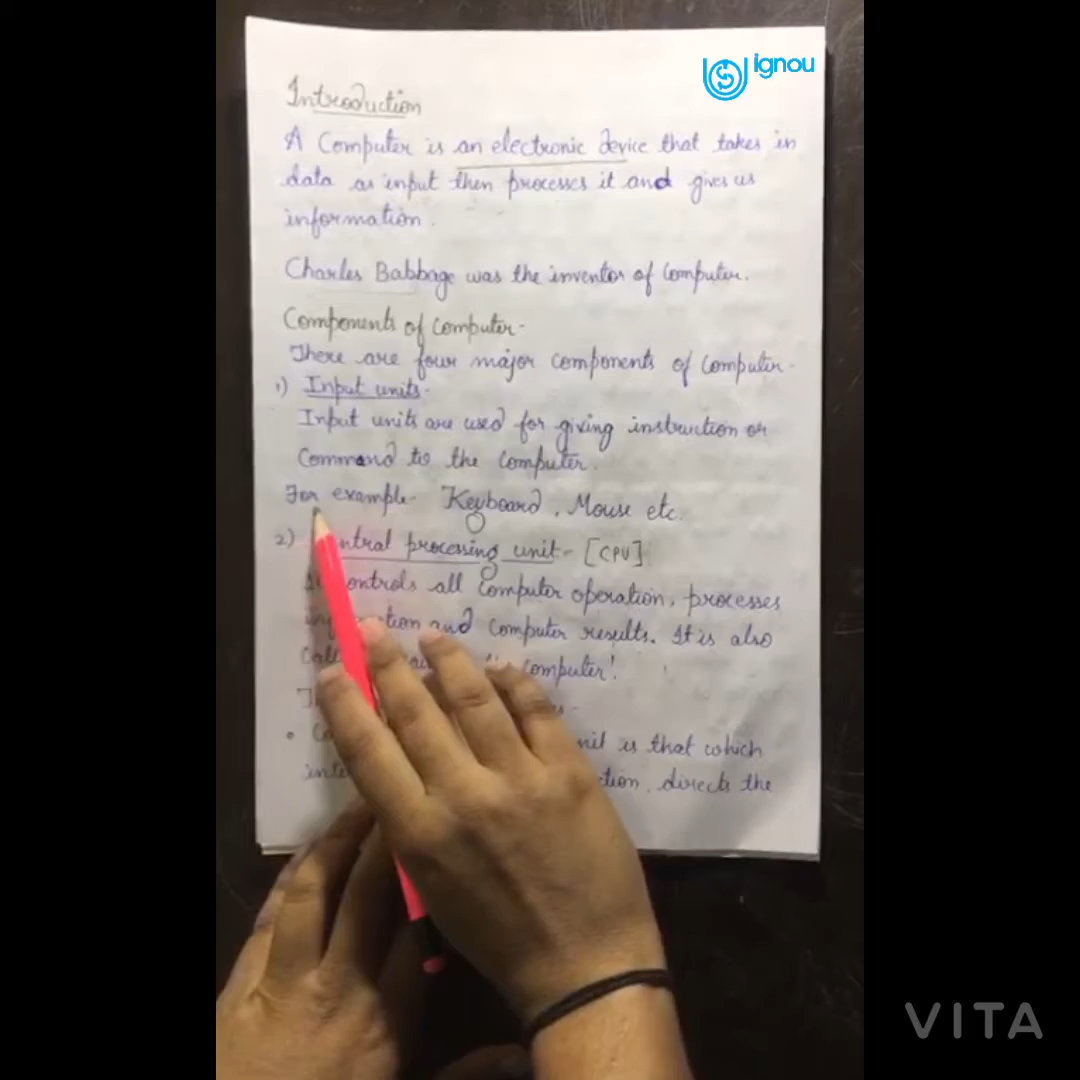 ignou
Introduction
A Computer is an electronic device that takes in
data as input then processes it and gives us
information.
Charles Babbage was the inventor of computer.
Components of computer-
There are four major components of computer-
1) Input units-
Input units are used for giving instruction or
Command to the computer.
For example- Keyboard, Mouse etc.
2) processing unit- [CPU]
all computer operation, processes
and computer results. It is also
computer!
unit is that which
directs the
VITA